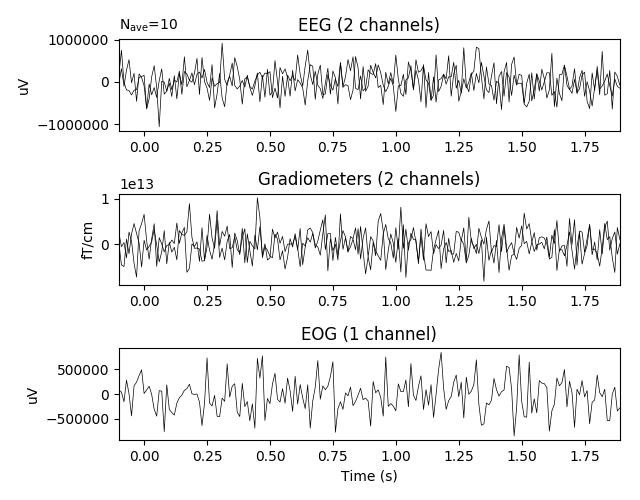 N_ave=10
EEG (2 channels)
1000000
0
−1000000
uV
0.00 0.25 0.50 0.75 1.00 1.25 1.50 1.75
1e13
Gradiometers (2 channels)
1
0
fT/cm
0.00 0.25 0.50 0.75 1.00 1.25 1.50 1.75
EOG (1 channel)
500000
0
−500000
uV
0.00 0.25 0.50 0.75 1.00 1.25 1.50 1.75
Time (s)